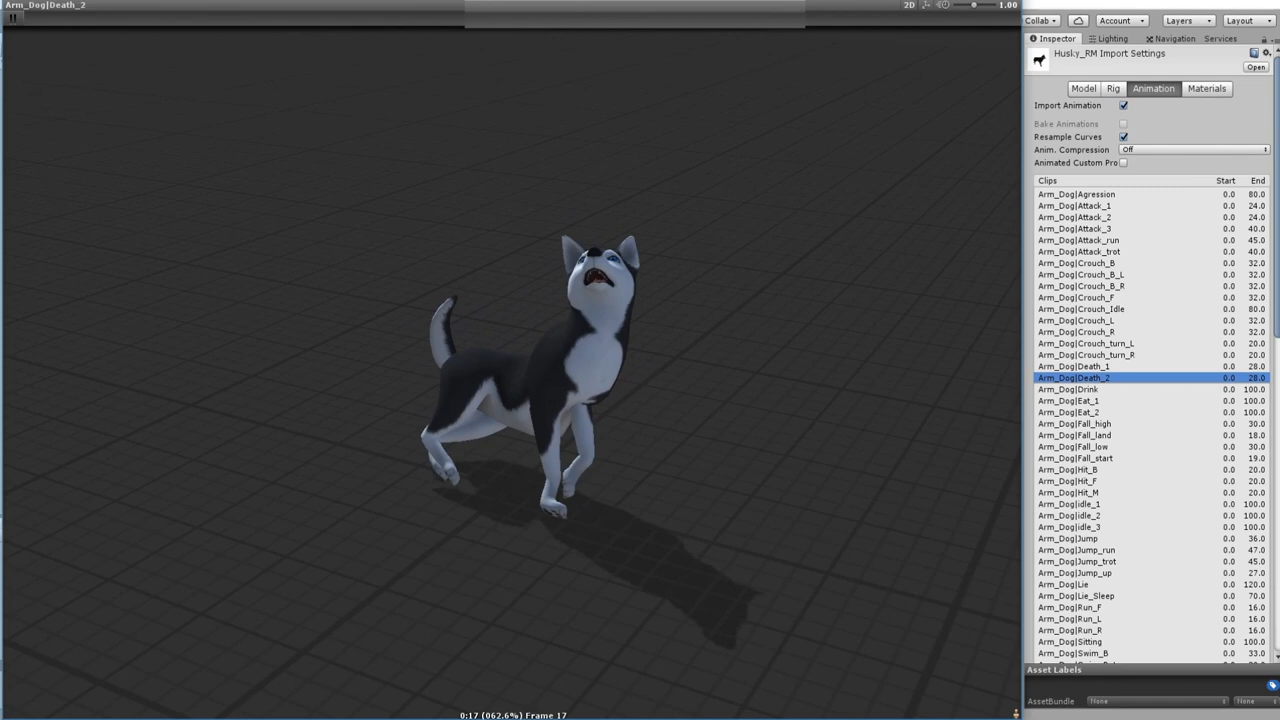 Arm_Dog|Death_2
2D
1.00
Collab
Account
Layers
Layout
Inspector
Lighting
Navigation
Services
Husky_RM Import Settings
Open
Model
Rig
Animation
Materials
Import Animation
Bake Animations
Resample Curves
Anim. Compression Off
Animated Custom Pro
Clips Start End
Arm_Dog|Agression 0.0 80.0
Arm_Dog|Attack_1 0.0 24.0
Arm_Dog|Attack_2 0.0 24.0
Arm_Dog|Attack_3 0.0 40.0
Arm_Dog|Attack_run 0.0 45.0
Arm_Dog|Attack_trot 0.0 40.0
Arm_Dog|Crouch_B 0.0 32.0
Arm_Dog|Crouch_B_L 0.0 32.0
Arm_Dog|Crouch_B_R 0.0 32.0
Arm_Dog|Crouch_F 0.0 32.0
Arm_Dog|Crouch_Idle 0.0 80.0
Arm_Dog|Crouch_L 0.0 32.0
Arm_Dog|Crouch_R 0.0 32.0
Arm_Dog|Crouch_turn_L 0.0 20.0
Arm_Dog|Crouch_turn_R 0.0 20.0
Arm_Dog|Death_1 0.0 28.0
Arm_Dog|Death_2 0.0 28.0
Arm_Dog|Drink 0.0 100.0
Arm_Dog|Eat_1 0.0 100.0
Arm_Dog|Eat_2 0.0 100.0
Arm_Dog|Fall_high 0.0 30.0
Arm_Dog|Fall_land 0.0 18.0
Arm_Dog|Fall_low 0.0 30.0
Arm_Dog|Fall_start 0.0 19.0
Arm_Dog|Hit_B 0.0 20.0
Arm_Dog|Hit_F 0.0 20.0
Arm_Dog|Hit_M 0.0 20.0
Arm_Dog|idle_1 0.0 100.0
Arm_Dog|idle_2 0.0 100.0
Arm_Dog|idle_3 0.0 100.0
Arm_Dog|Jump 0.0 36.0
Arm_Dog|Jump_run 0.0 47.0
Arm_Dog|Jump_trot 0.0 45.0
Arm_Dog|Jump_up 0.0 27.0
Arm_Dog|Lie 0.0 120.0
Arm_Dog|Lie_Sleep 0.0 70.0
Arm_Dog|Run_F 0.0 16.0
Arm_Dog|Run_L 0.0 16.0
Arm_Dog|Run_R 0.0 16.0
Arm_Dog|Sitting 0.0 100.0
Arm_Dog|Swim_B 0.0 33.0
Asset Labels
AssetBundle None None
0:17 (062.6%) Frame 17